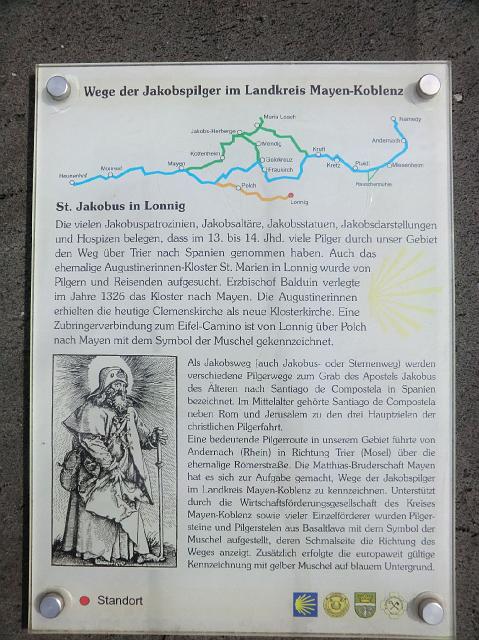 Wege der Jakobspilger im Landkreis Mayen-Koblenz
Maria Laach
Namedy
Jakobs-Herberge
Andernach
Mendig
Kottenheim
Kruft
Golokreuz
Kretz
Plaidt
Miesenheim
Mayen
Fraukirch
Monreal
Rauschermühle
Heunenhof
Polch
Lonnig
St. Jakobus in Lonnig
Die vielen Jakobuspatrozinien, Jakobsaltäre, Jakobsstatuen, Jakobsdarstellungen
und Hospizen belegen, dass im 13. bis 14. Jhd. viele Pilger durch unser Gebiet
den Weg über Trier nach Spanien genommen haben. Auch das
ehemalige Augustinerinnen-Kloster St. Marien in Lonnig wurde von
Pilgern und Reisenden aufgesucht. Erzbischof Balduin verlegte
im Jahre 1326 das Kloster nach Mayen. Die Augustinerinnen
erhielten die heutige Clemenskirche als neue Klosterkirche. Eine
Zubringerverbindung zum Eifel-Camino ist von Lonnig über Polch
nach Mayen mit dem Symbol der Muschel gekennzeichnet.
Als Jakobsweg (auch Jakobus- oder Sternenweg) werden
verschiedene Pilgerwege zum Grab des Apostels Jakobus
des Älteren nach Santiago de Compostela in Spanien
bezeichnet. Im Mittelalter gehörte Santiago de Compostela
neben Rom und Jerusalem zu den drei Hauptzielen der
christlichen Pilgerfahrt.
Eine bedeutende Pilgerroute in unserem Gebiet führte von
Andernach (Rhein) in Richtung Trier (Mosel) über die
ehemalige Römerstraße. Die Matthias-Bruderschaft Mayen
hat es sich zur Aufgabe gemacht, Wege der Jakobspilger
im Landkreis Mayen-Koblenz zu kennzeichnen. Unterstützt
durch die Wirtschaftsförderungsgesellschaft des Kreises
Mayen-Koblenz sowie vieler Einzelförderer wurden Pilger-
steine und Pilgerstelen aus Basaltlava mit dem Symbol der
Muschel aufgestellt, deren Schmalseite die Richtung des
Weges anzeigt. Zusätzlich erfolgte die europaweit gültige
Kennzeichnung mit gelber Muschel auf blauem Untergrund.
Standort